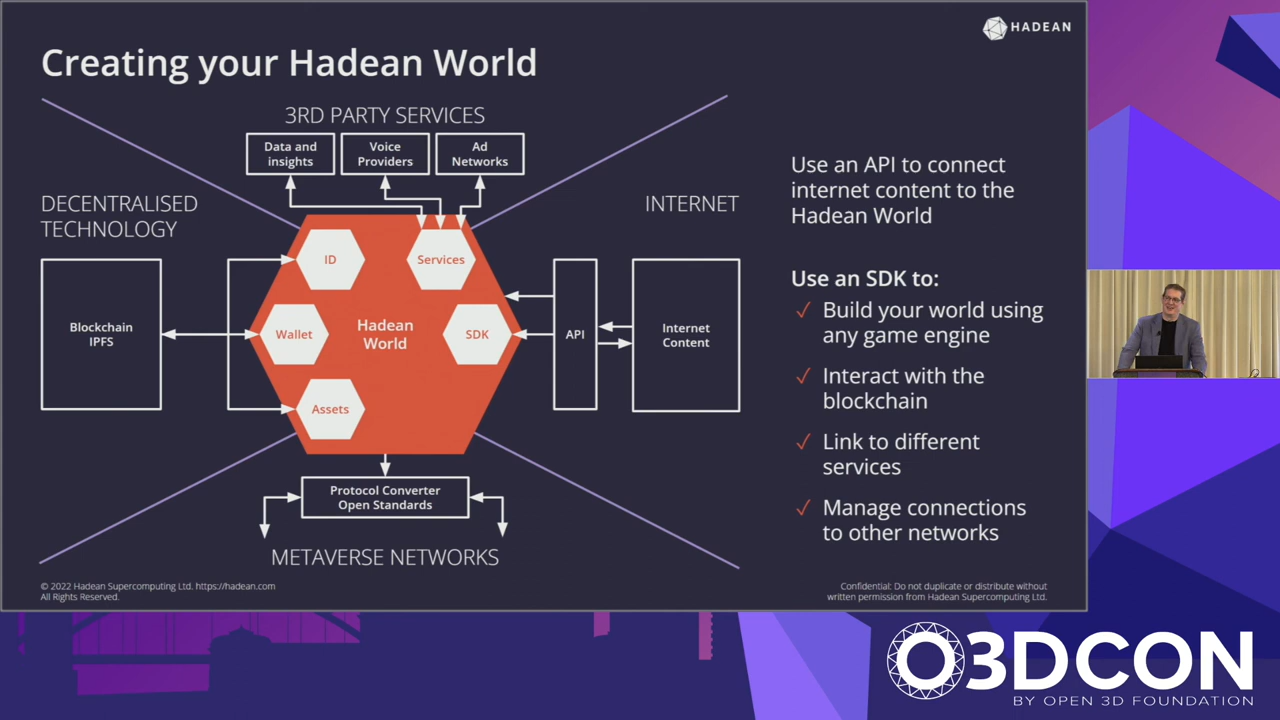 HADEAN
Creating your Hadean World
3RD PARTY SERVICES
Data and
insights
Voice
Providers
Ad
Networks
DECENTRALISED
TECHNOLOGY
INTERNET
Blockchain
IPFS
ID
Services
Wallet
Hadean
World
SDK
Assets
API
Internet
Content
Protocol Converter
Open Standards
METAVERSE NETWORKS
Use an API to connect
internet content to the
Hadean World
Use an SDK to:
✓ Build your world using
any game engine
✓ Interact with the
blockchain
✓ Link to different
services
✓ Manage connections
to other networks
© 2022 Hadean Supercomputing Ltd. https://hadean.com
All Rights Reserved.
Confidential: Do not duplicate or distribute without
written permission from Hadean Supercomputing Ltd.
O3DCON
BY OPEN 3D FOUNDATION